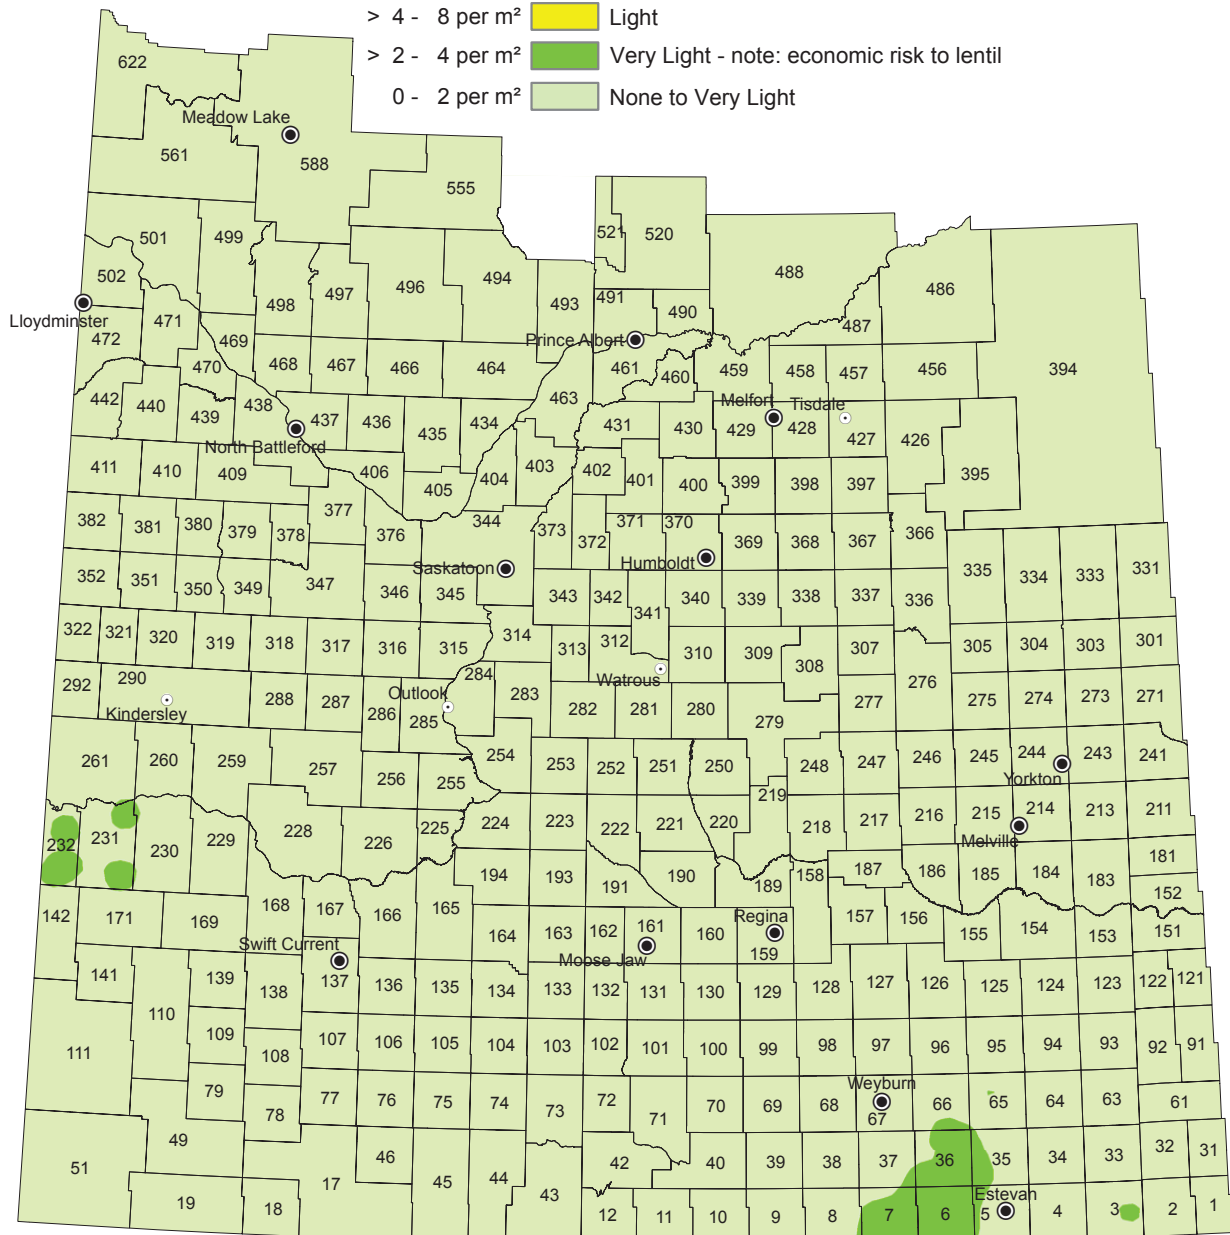 > 4 - 8 per m² Light
> 2 - 4 per m² Very Light - note: economic risk to lentil
0 - 2 per m² None to Very Light
622
Meadow Lake
561 588
555
501 499 521 520
502 498 497 496 494 493 491 490 488 487 486
Lloydminster
472 471 469 470 468 467 466 464 461 460 459 458 457 456 394
Prince Albert
442 440 439 438 437 436 435 434 463 431 430 429 428 427 426 395
North Battleford
Melfort Tisdale
411 410 409 406 405 404 403 402 401 400 399 398 397
382 381 380 379 378 377 376 344 373 372 371 370 369 368 367 366
Saskatoon
Humboldt
352 351 350 349 347 346 345 343 342 341 340 339 338 337 336 335 334 333 331
322 321 320 319 318 317 316 315 314 313 312 310 309 308 307 305 304 303 301
Watrous
292 290 288 287 286 285 284 283 282 281 280 279 277 276 275 274 273 271
Kindersley
Outlook
261 260 259 257 256 255 254 253 252 251 250 248 247 246 245 244 243 241
Yorkton
232 231 230 229 228 226 225 224 223 222 221 220 219 218 217 216 215 214 213 211
Melville
194 193 191 190 189 158 187 186 185 184 183 181
152
142 171 169 168 167 166 165 164 163 162 161 160 159 157 156 155 154 153 151
Swift Current
Moose Jaw
Regina
141 139 138 137 136 135 134 133 132 131 130 129 128 127 126 125 124 123 122 121
111 110 109 108 107 106 105 104 103 102 101 100 99 98 97 96 95 94 93 92 91
79 78 77 76 75 74 73 72 71 70 69 68 67 66 65 64 63 61
Weyburn
51 49 46 45 44 43 42 40 39 38 37 36 35 34 33 32 31
19 18 17 12 11 10 9 8 7 6 5 4 3 2 1
Estevan